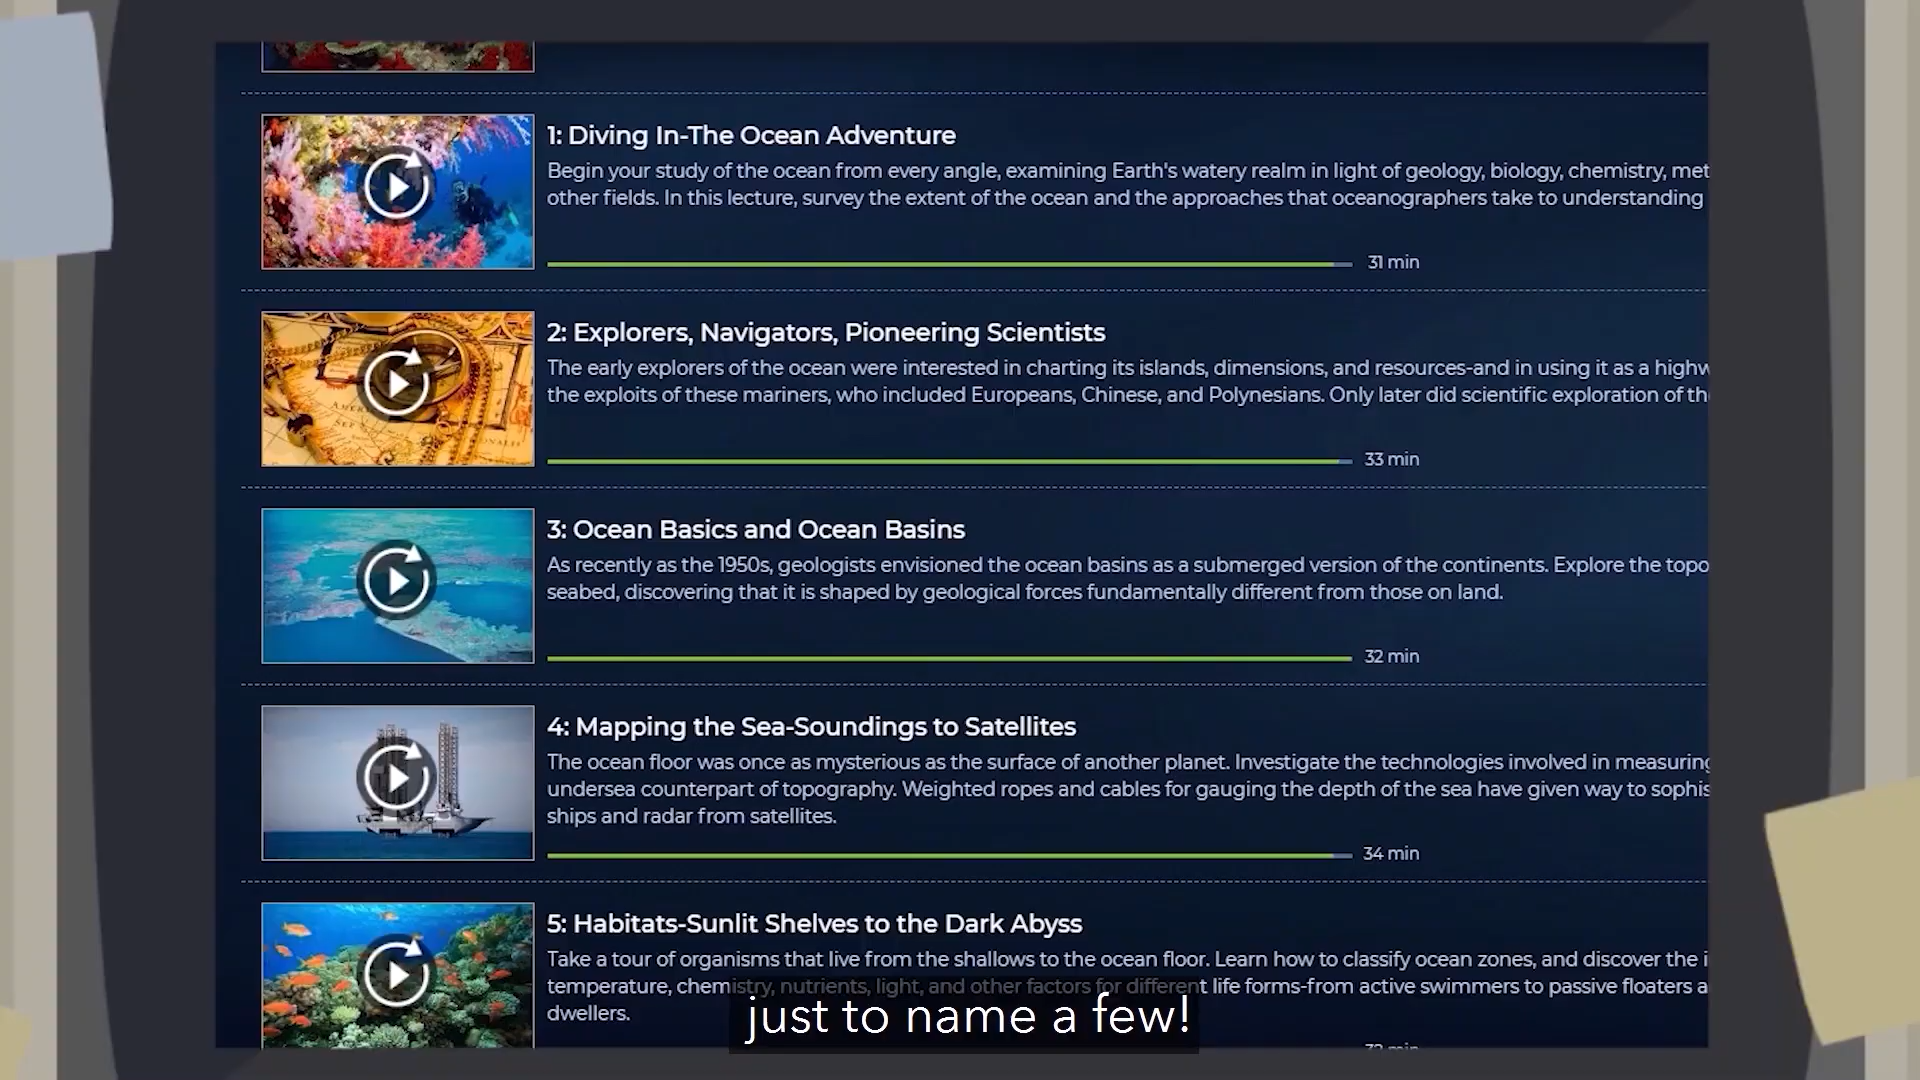 1: Diving In-The Ocean Adventure
Begin your study of the ocean from every angle, examining Earth's watery realm in light of geology, biology, chemistry, met
other fields. In this lecture, survey the extent of the ocean and the approaches that oceanographers take to understanding
31 min
2: Explorers, Navigators, Pioneering Scientists
The early explorers of the ocean were interested in charting its islands, dimensions, and resources-and in using it as a highw
the exploits of these mariners, who included Europeans, Chinese, and Polynesians. Only later did scientific exploration of th
33 min
3: Ocean Basics and Ocean Basins
As recently as the 1950s, geologists envisioned the ocean basins as a submerged version of the continents. Explore the topo
seabed, discovering that it is shaped by geological forces fundamentally different from those on land.
32 min
4: Mapping the Sea-Soundings to Satellites
The ocean floor was once as mysterious as the surface of another planet. Investigate the technologies involved in measuring
undersea counterpart of topography. Weighted ropes and cables for gauging the depth of the sea have given way to sophis
ships and radar from satellites.
34 min
5: Habitats-Sunlit Shelves to the Dark Abyss
Take a tour of organisms that live from the shallows to the ocean floor. Learn how to classify ocean zones, and discover the i
temperature, chemistry, nutrients, light, and other factors for different life forms-from active swimmers to passive floaters a
dwellers.
just to name a few!